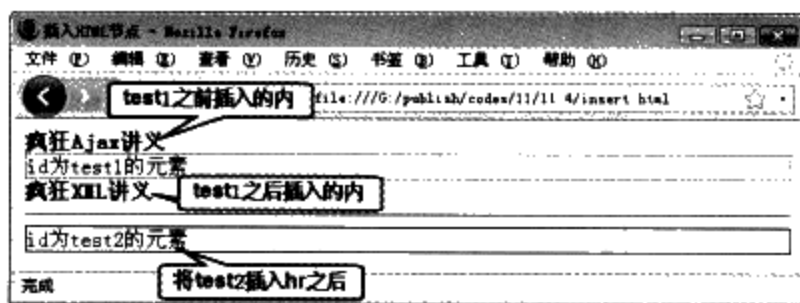 插入HTML节点 - Mozilla Firefox
文件 (F) 编辑 (E) 查看 (V) 历史 (S) 书签 (B) 工具 (T) 帮助 (H)
test1之前插入的内
file:///G:/publish/codes/11/11 4/insert html
疯狂Ajax讲义
id为test1的元素
疯狂XML讲义
test1之后插入的内
id为test2的元素
将test2插入hr之后
完成